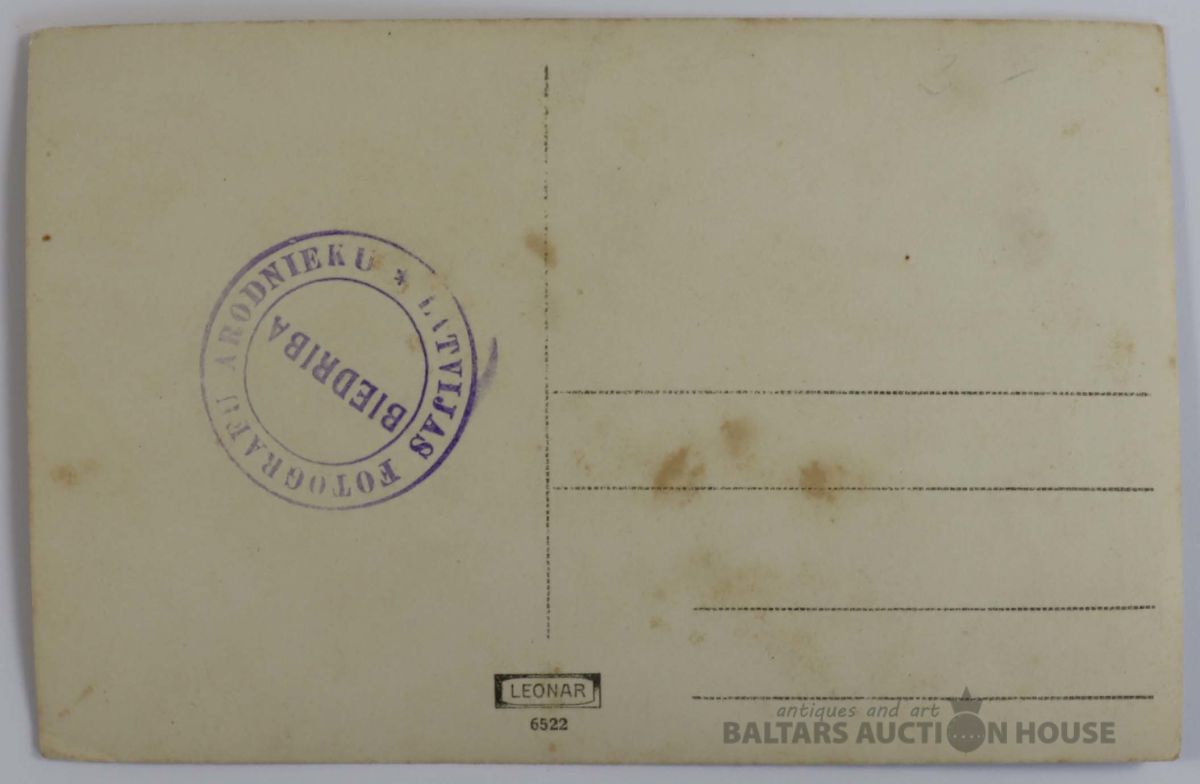 LATVIJAS FOTOGRAFU ARODNIEKU *
BIEDRIBA
LEONAR
6522
antiques and art
BALTARS AUCTION HOUSE